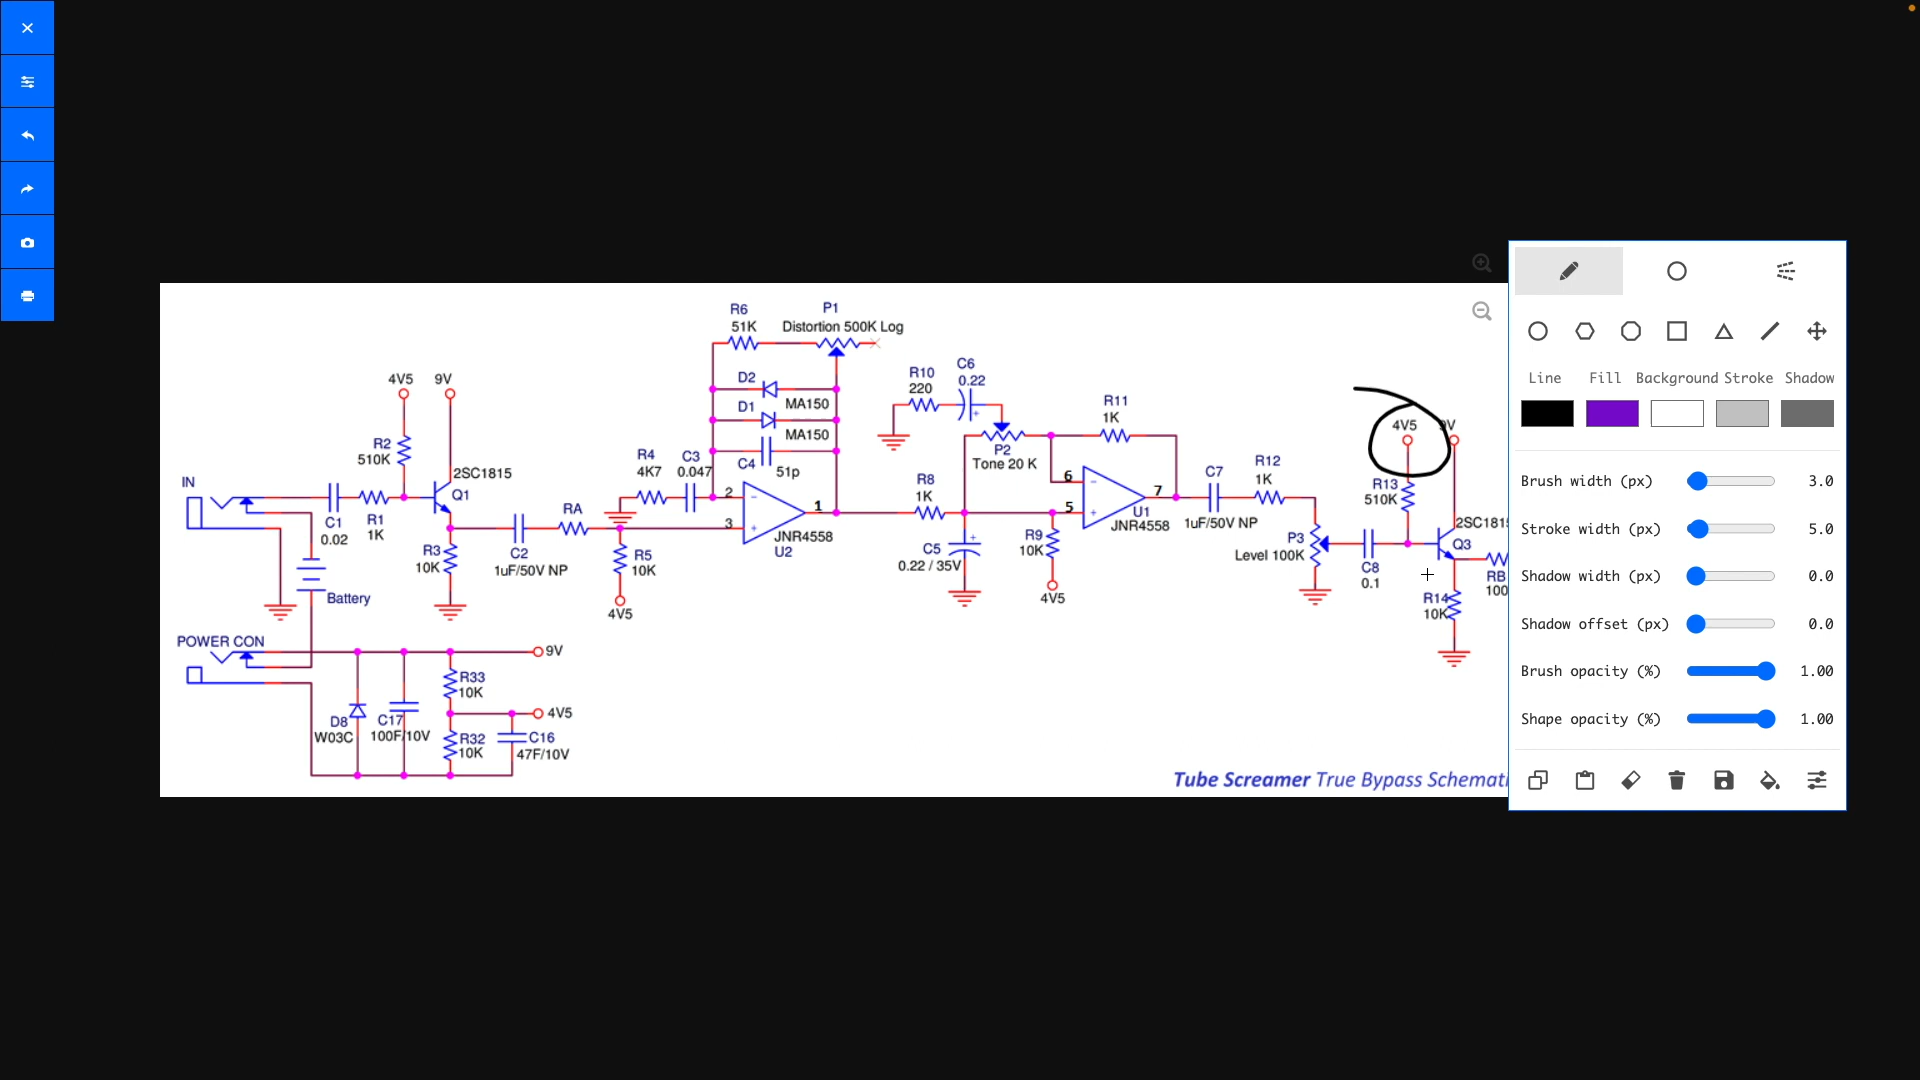 R6
51K
P1
Distortion 500K Log
D2
MA150
D1
MA150
C4
51p
4V5
9V
R2
510K
2SC1815
Q1
IN
C1
0.02
R1
1K
R3
10K
C2
1uF/50V NP
RA
R4
4K7
C3
0.047
2
3
1
JNR4558
U2
R5
10K
4V5
Battery
R10
220
C6
0.22
+
R11
1K
P2
Tone 20 K
R8
1K
6
5
7
U1
JNR4558
C7
1uF/50V NP
R12
1K
C5
0.22 / 35V
+
R9
10K
4V5
P3
Level 100K
C8
0.1
4V5
9V
R13
510K
2SC181
Q3
RB
100
R14
10K
POWER CON
9V
R33
10K
4V5
D8
W03C
C17
100F/10V
R32
10K
C16
47F/10V
Tube Screamer True Bypass Schemati
Line Fill Background Stroke Shadow
Brush width (px) 3.0
Stroke width (px) 5.0
Shadow width (px) 0.0
Shadow offset (px) 0.0
Brush opacity (%) 1.00
Shape opacity (%) 1.00